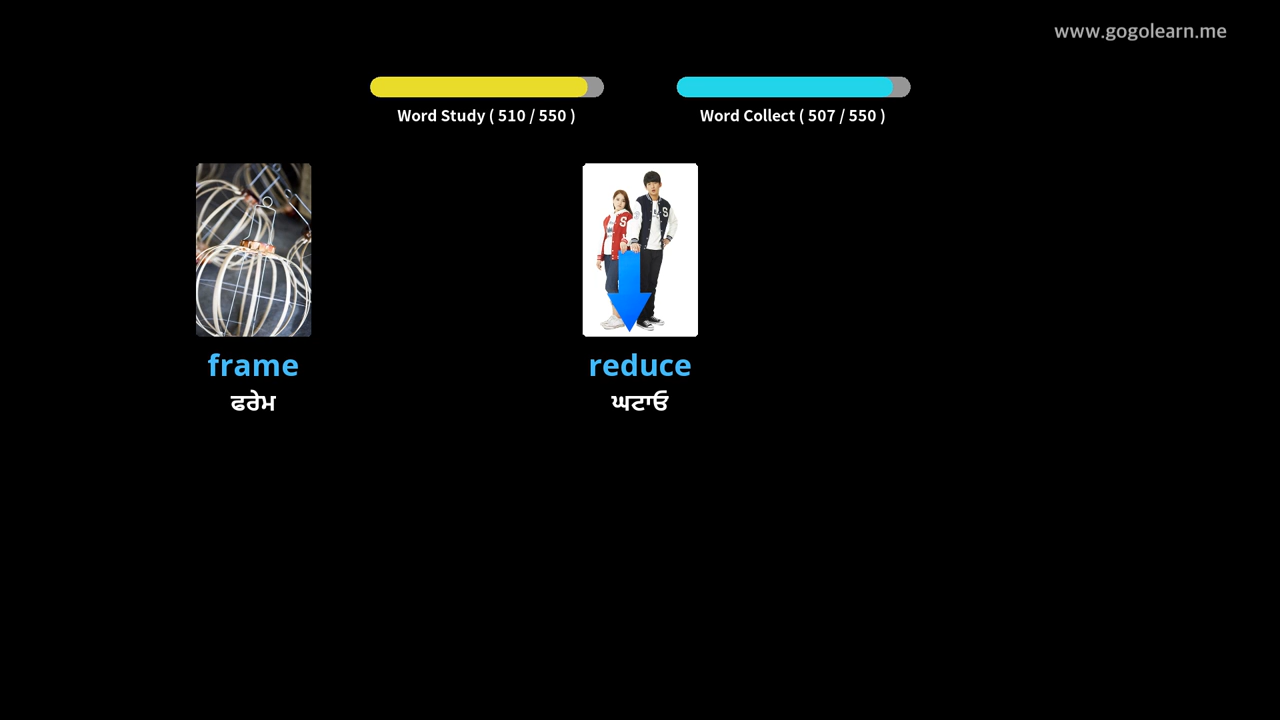 www.gogolearn.me
Word Study ( 510 / 550 )
Word Collect ( 507 / 550 )
S
S
frame
reduce
ਫਰੇਮ
ਘਟਾਓ